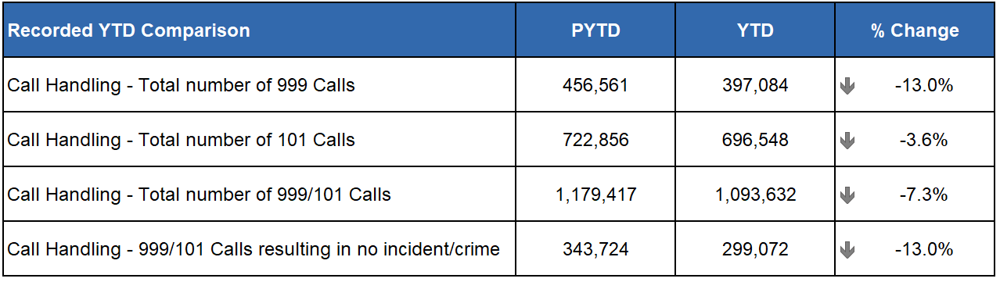 Recorded YTD Comparison PYTD YTD % Change
Call Handling - Total number of 999 Calls 456,561 397,084 -13.0%
Call Handling - Total number of 101 Calls 722,856 696,548 -3.6%
Call Handling - Total number of 999/101 Calls 1,179,417 1,093,632 -7.3%
Call Handling - 999/101 Calls resulting in no incident/crime 343,724 299,072 -13.0%